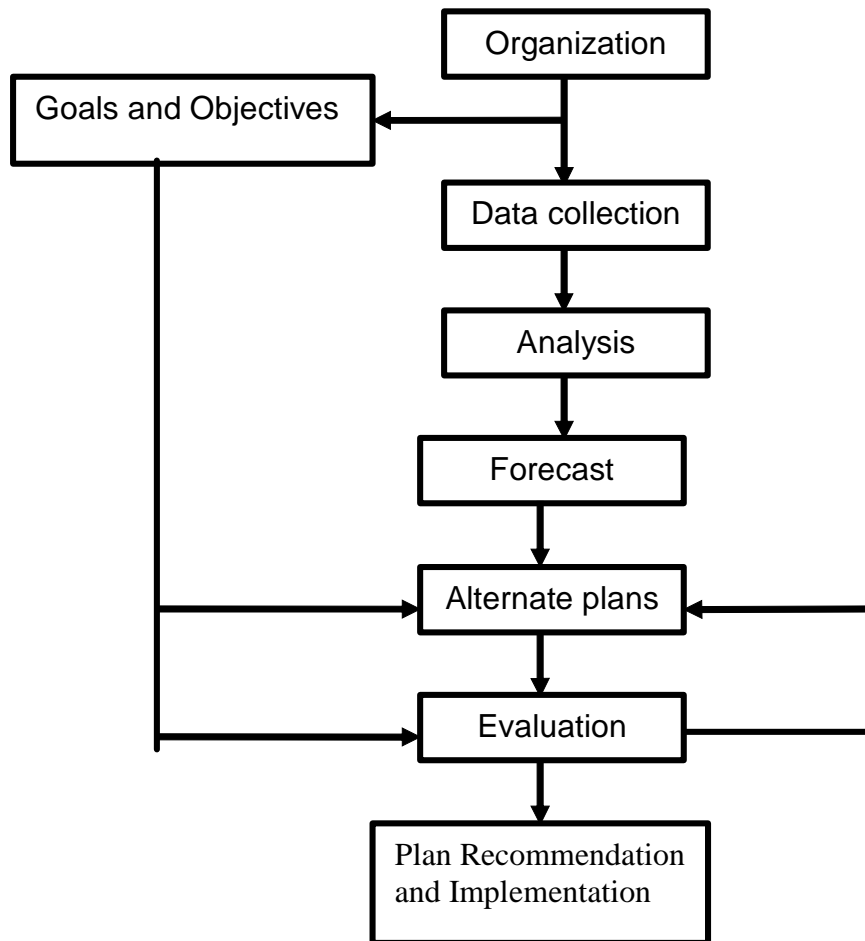 Organization
Goals and Objectives
Data collection
Analysis
Forecast
Alternate plans
Evaluation
Plan Recommendation
and Implementation